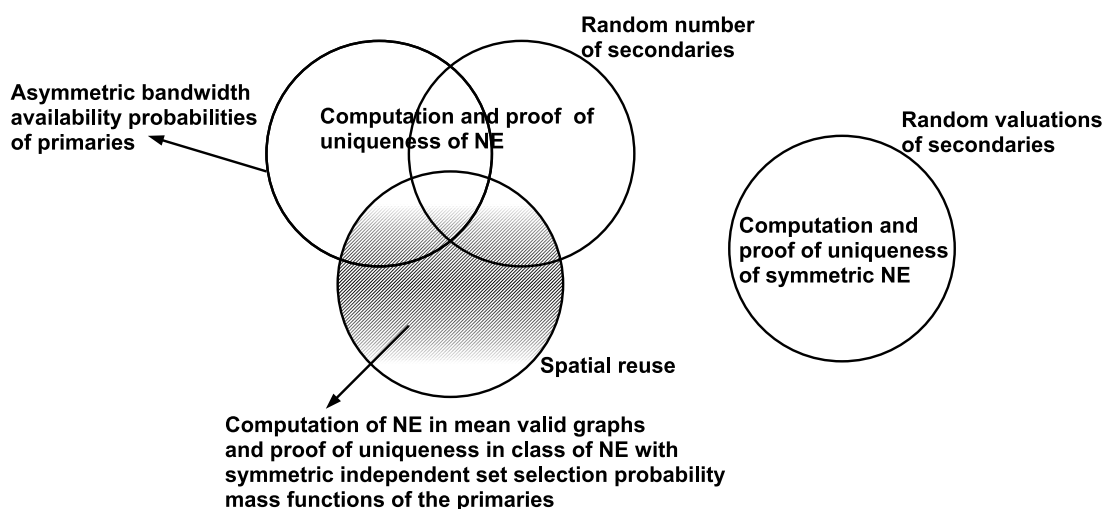 Random number
of secondaries
Asymmetric bandwidth
availability probabilities
of primaries
Computation and proof of
uniqueness of NE
Random valuations
of secondaries
Computation and
proof of uniqueness
of symmetric NE
Spatial reuse
Computation of NE in mean valid graphs
and proof of uniqueness in class of NE with
symmetric independent set selection probability
mass functions of the primaries